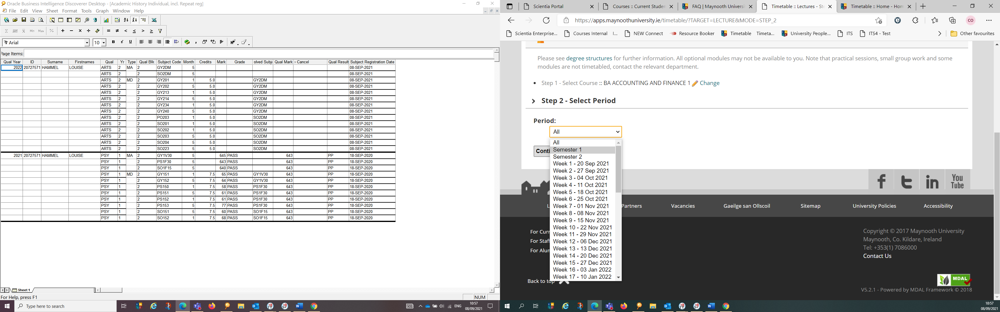 Oracle Business Intelligence Discoverer Desktop - [Academic History Individual, incl. Repeat reg]
File Edit View Sheet Format Tools Graph Window Help
Arial 10
Page Items:
Qual Year ID Surname Firstnames Qual Yr Type Qual Blk Subject Code Month Credits Mark Grade olved Subje Qual Mark Cancel Qual Result Subject Registration Date
2022 20727571 HAMMEL LOUISE ARTS 2 MA 2 GY2DM 5 08-SEP-2021
ARTS 2 2 SO2DM 5 08-SEP-2021
ARTS 2 MD 2 GY201 1 5.0 GY2DM 08-SEP-2021
ARTS 2 2 GY202 5 5.0 GY2DM 08-SEP-2021
ARTS 2 2 GY213 1 5.0 GY2DM 08-SEP-2021
ARTS 2 2 GY214 5 5.0 GY2DM 08-SEP-2021
ARTS 2 2 GY234 1 5.0 GY2DM 08-SEP-2021
ARTS 2 2 GY240 5 5.0 GY2DM 08-SEP-2021
ARTS 2 2 PO203 1 5.0 SO2DM 08-SEP-2021
ARTS 2 2 SO201 1 5.0 SO2DM 08-SEP-2021
ARTS 2 2 SO202 1 5.0 SO2DM 08-SEP-2021
ARTS 2 2 SO203 5 5.0 SO2DM 08-SEP-2021
ARTS 2 2 SO204 5 5.0 SO2DM 08-SEP-2021
ARTS 2 2 SO223 5 5.0 SO2DM 08-SEP-2021
2021 20727571 HAMMEL LOUISE PSY 1 MA 2 GY1V30 5 645 PASS 643 PP 18-SEP-2020
PSY 1 2 PS1F30 5 643 PASS 643 PP 18-SEP-2020
PSY 1 2 SO1F15 5 640 PASS 643 PP 18-SEP-2020
PSY 1 MD 2 GY151 1 7.5 65 PASS GY1V30 643 PP 18-SEP-2020
PSY 1 2 GY152 5 7.5 64 PASS GY1V30 643 PP 18-SEP-2020
PSY 1 2 PS150 1 7.5 58 PASS PS1F30 643 PP 18-SEP-2020
PSY 1 2 PS151 5 7.5 61 PASS PS1F30 643 PP 18-SEP-2020
PSY 1 2 PS152 1 7.5 61 PASS PS1F30 643 PP 18-SEP-2020
PSY 1 2 PS153 5 7.5 77 PASS PS1F30 643 PP 18-SEP-2020
PSY 1 2 SO151 5 7.5 60 PASS SO1F15 643 PP 18-SEP-2020
PSY 1 2 SO152 1 7.5 68 PASS SO1F15 643 PP 18-SEP-2020
Sheet 1
For Help, press F1
NUM
Type here to search
ENG
10:57
08/09/2021
Scientia Portal
Courses :: Current Studen
FAQ | Maynooth Universi
Timetable :: Lectures - Ste
Timetable :: Home - Hom
https://apps.maynoothuniversity.ie/timetable/?TARGET=LECTURE&MODE=STEP_2
CO
Scientia Enterprise... Courses Internal I... NEW Connect Resource Booker Timetable Timeta... University People... ITS ITS4 - Test Other favourites
Please see degree structures for further information. All optional modules may not be available to you. Note that practical sessions, small group work and some
modules are not timetabled, contact the relevant department.
Step 1 - Select Course :: BA ACCOUNTING AND FINANCE 1 Change
Step 2 - Select Period
Period:
All
Conti
All
Semester 1
Semester 2
Week 1 - 20 Sep 2021
Week 2 - 27 Sep 2021
Week 3 - 04 Oct 2021
Week 4 - 11 Oct 2021
Week 5 - 18 Oct 2021
Week 6 - 25 Oct 2021
Week 7 - 01 Nov 2021
Week 8 - 08 Nov 2021
Week 9 - 15 Nov 2021
Week 10 - 22 Nov 2021
Week 11 - 29 Nov 2021
Week 12 - 06 Dec 2021
Week 13 - 13 Dec 2021
Week 14 - 20 Dec 2021
Week 15 - 27 Dec 2021
Week 16 - 03 Jan 2022
Week 17 - 10 Jan 2022
You Tube
L Partners Vacancies Gaeilge san Ollscoil Sitemap University Policies Accessibility
For Curr
For Staf
For Alum
Copyright © 2017 Maynooth University
Maynooth, Co. Kildare, Ireland
Tel: +353(1) 7086000
Contact Us
Back to top
MDAL
V5.2.1 - Powered by MDAL Framework © 2018
10:57
08/09/2021